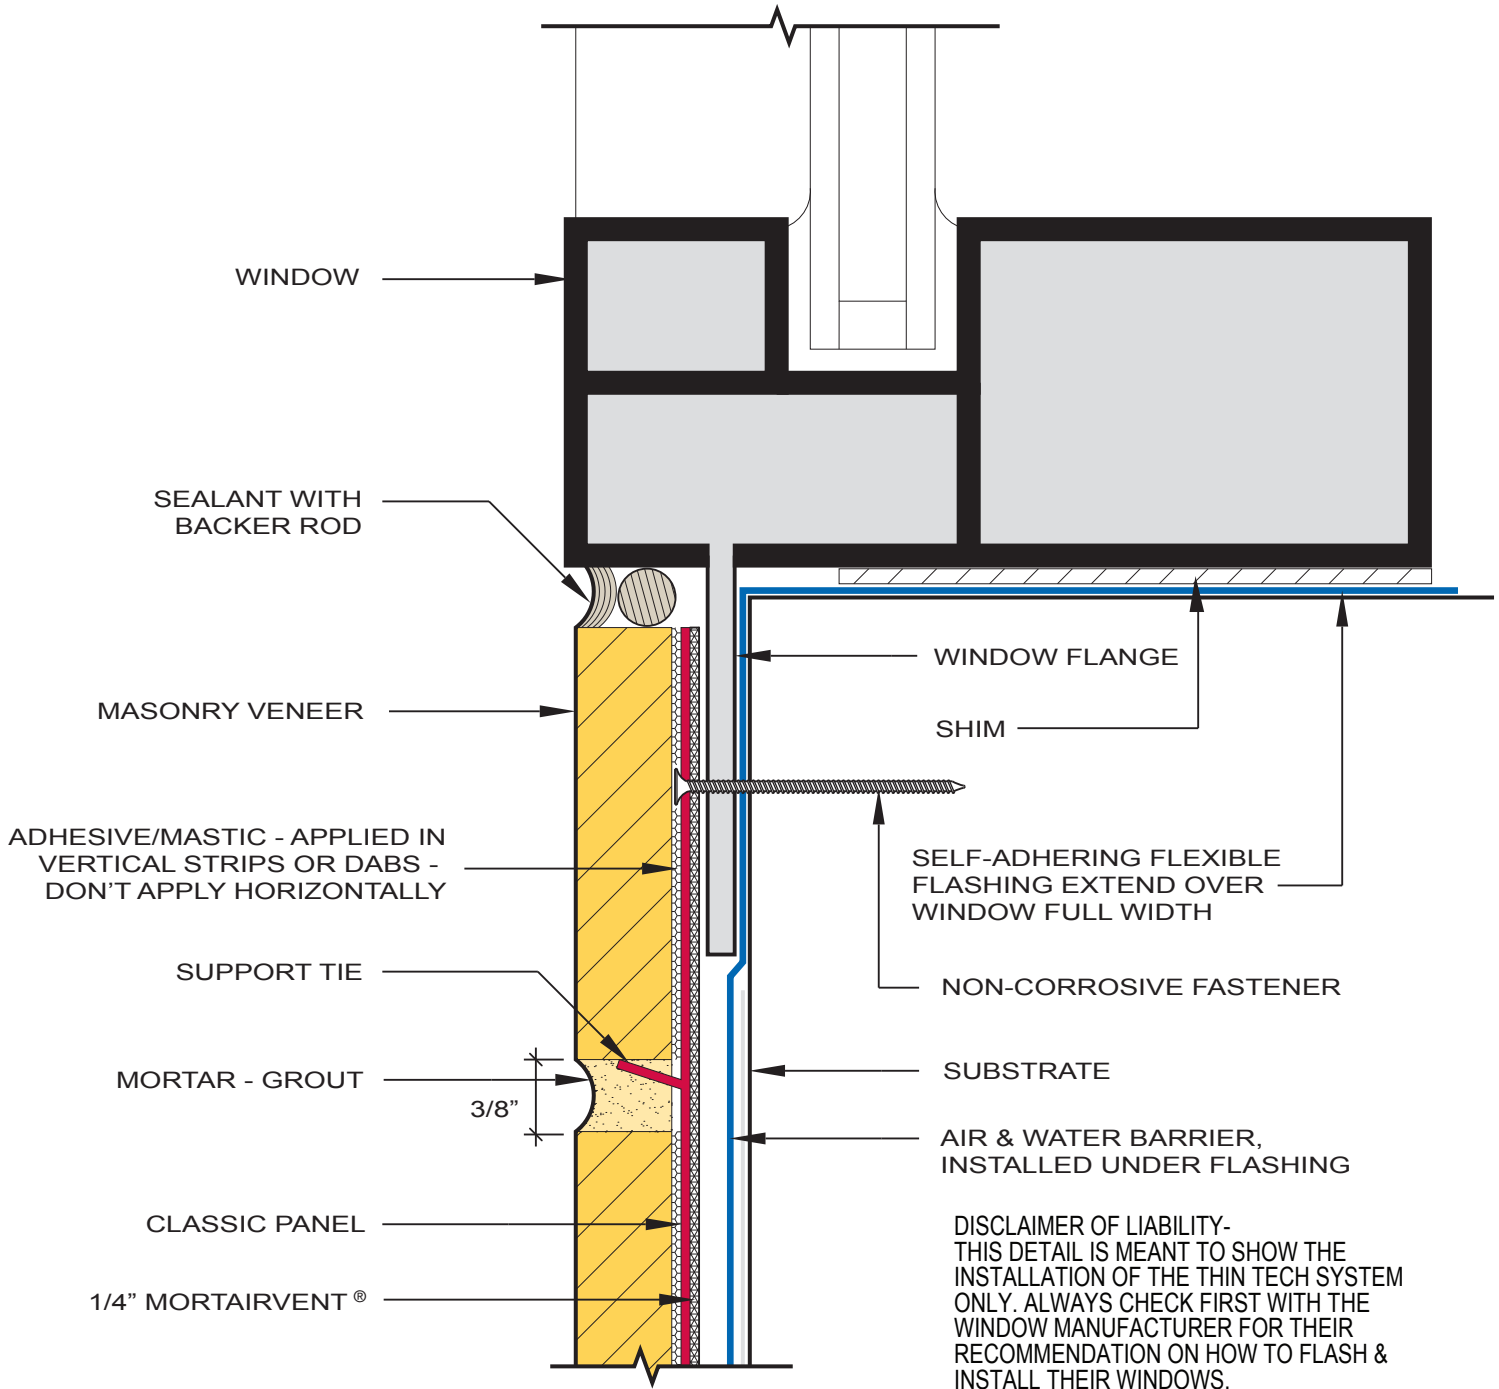 WINDOW
SEALANT WITH
BACKER ROD
WINDOW FLANGE
MASONRY VENEER
SHIM
ADHESIVE/MASTIC - APPLIED IN
VERTICAL STRIPS OR DABS -
DON'T APPLY HORIZONTALLY
SELF-ADHERING FLEXIBLE
FLASHING EXTEND OVER
WINDOW FULL WIDTH
SUPPORT TIE
NON-CORROSIVE FASTENER
MORTAR - GROUT
3/8”
SUBSTRATE
AIR & WATER BARRIER,
INSTALLED UNDER FLASHING
CLASSIC PANEL
1/4” MORTAIRVENT ®
DISCLAIMER OF LIABILITY-
THIS DETAIL IS MEANT TO SHOW THE
INSTALLATION OF THE THIN TECH SYSTEM
ONLY. ALWAYS CHECK FIRST WITH THE
WINDOW MANUFACTURER FOR THEIR
RECOMMENDATION ON HOW TO FLASH &
INSTALL THEIR WINDOWS.